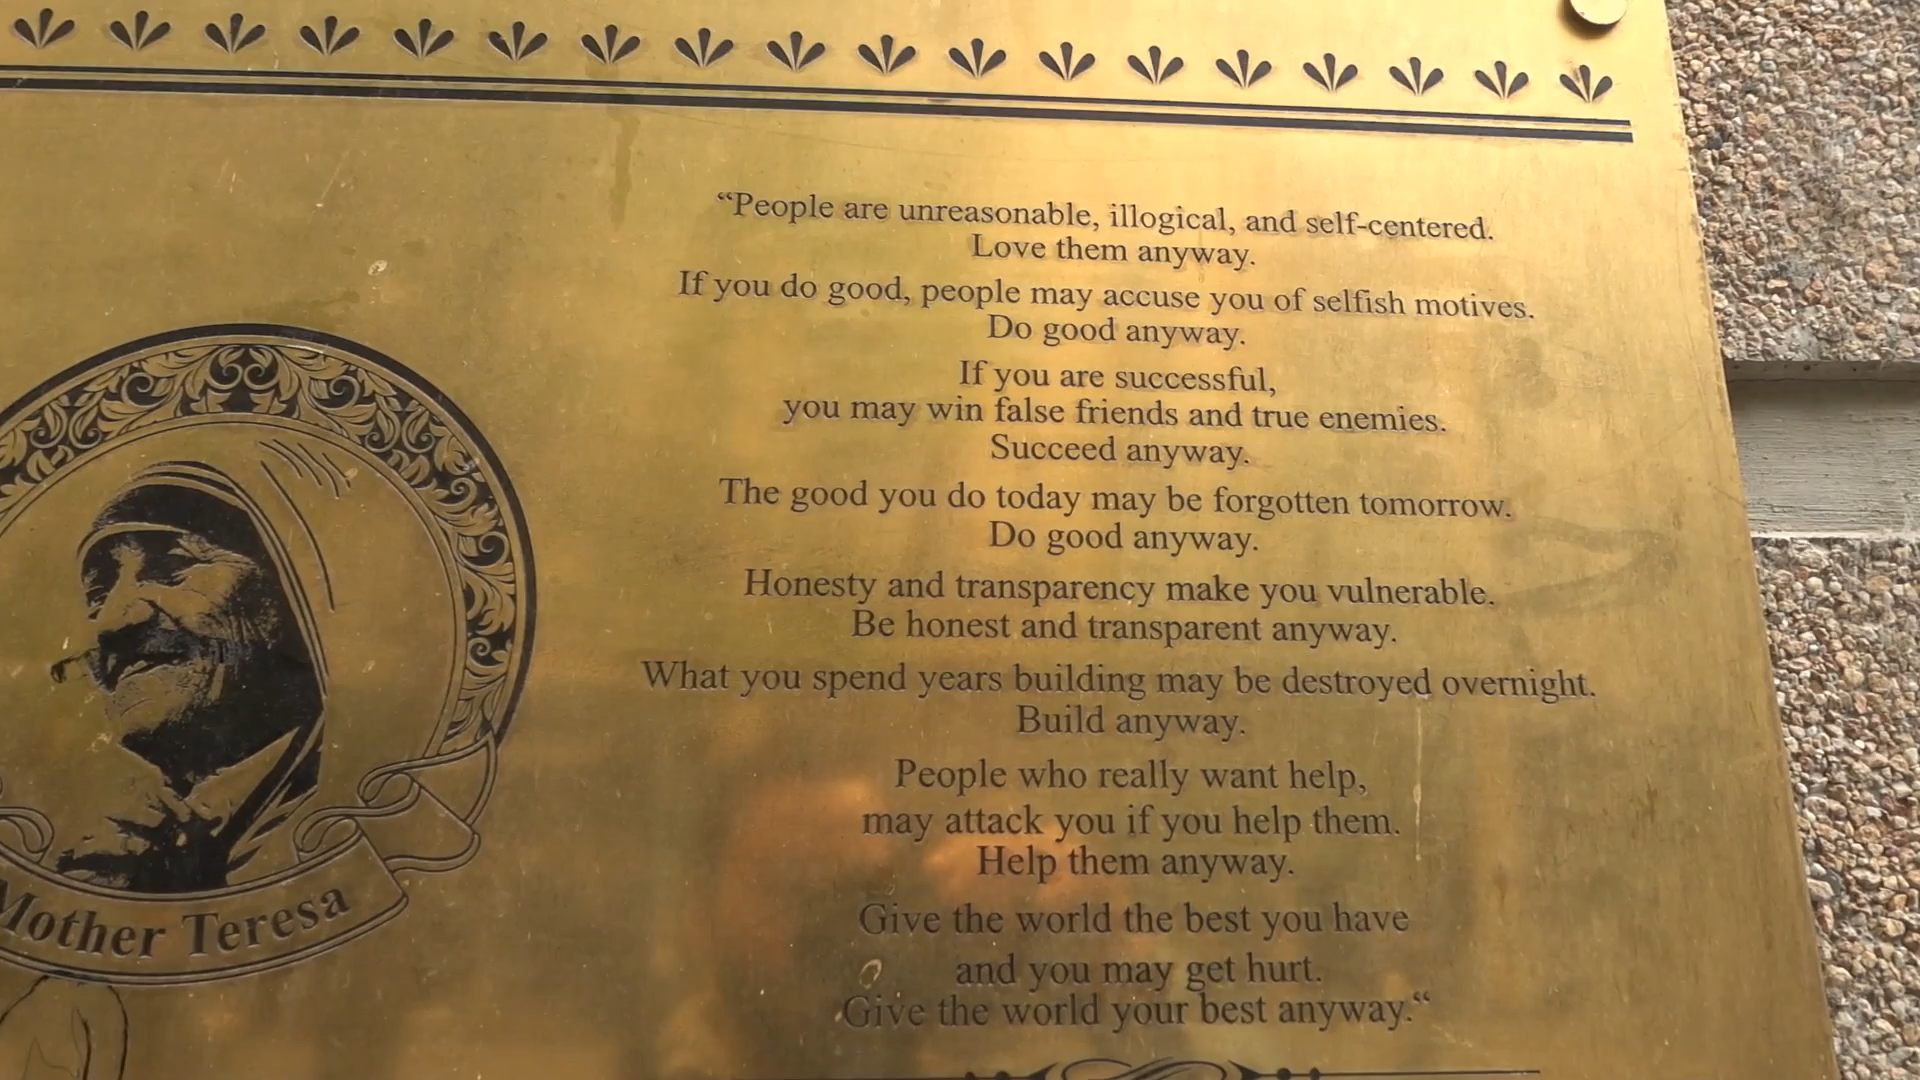 “People are unreasonable, illogical, and self-centered.
Love them anyway.
If you do good, people may accuse you of selfish motives.
Do good anyway.
If you are successful,
you may win false friends and true enemies.
Succeed anyway.
The good you do today may be forgotten tomorrow.
Do good anyway.
Honesty and transparency make you vulnerable.
Be honest and transparent anyway.
What you spend years building may be destroyed overnight.
Build anyway.
People who really want help,
may attack you if you help them.
Help them anyway.
Give the world the best you have
and you may get hurt.
Give the world your best anyway.“
Mother Teresa